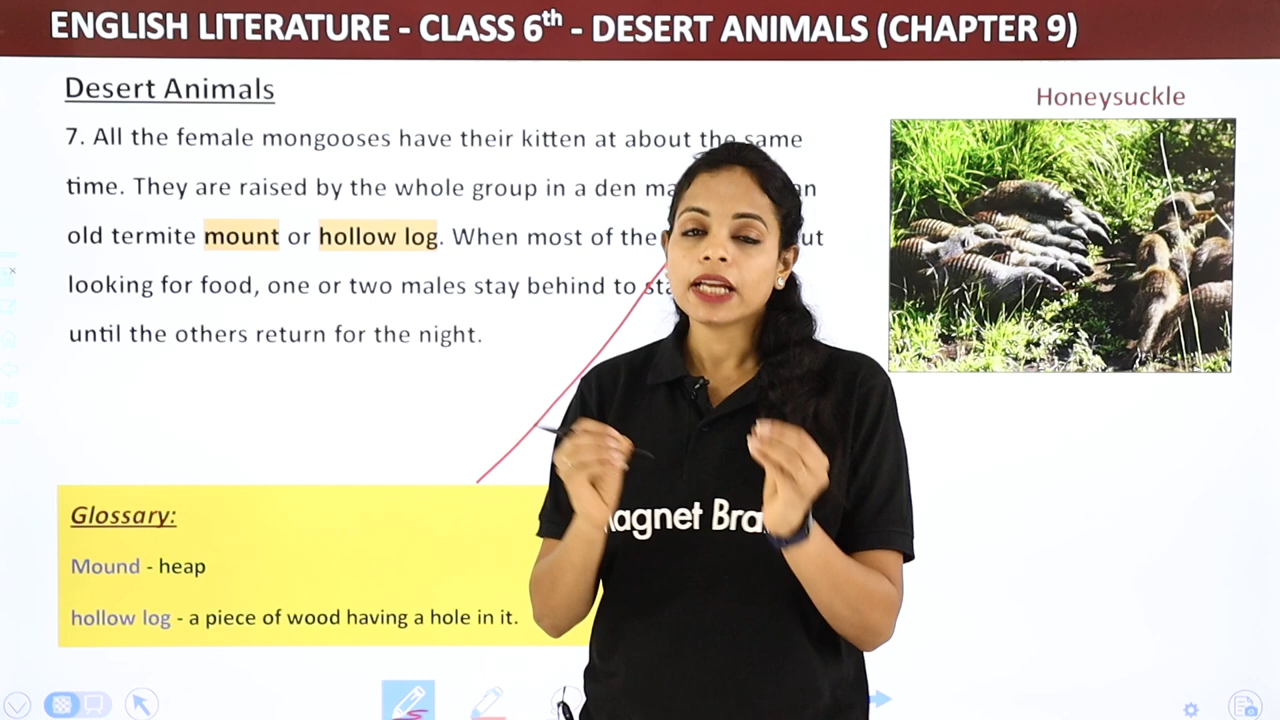 ENGLISH LITERATURE - CLASS 6th - DESERT ANIMALS (CHAPTER 9)
Desert Animals
Honeysuckle
7. All the female mongooses have their kitten at about the same
time. They are raised by the whole group in a den
old termite mount or hollow log. When most of the
looking for food, one or two males stay behind to
until the others return for the night.
agnet Bra
Glossary:
Mound - heap
hollow log - a piece of wood having a hole in it.